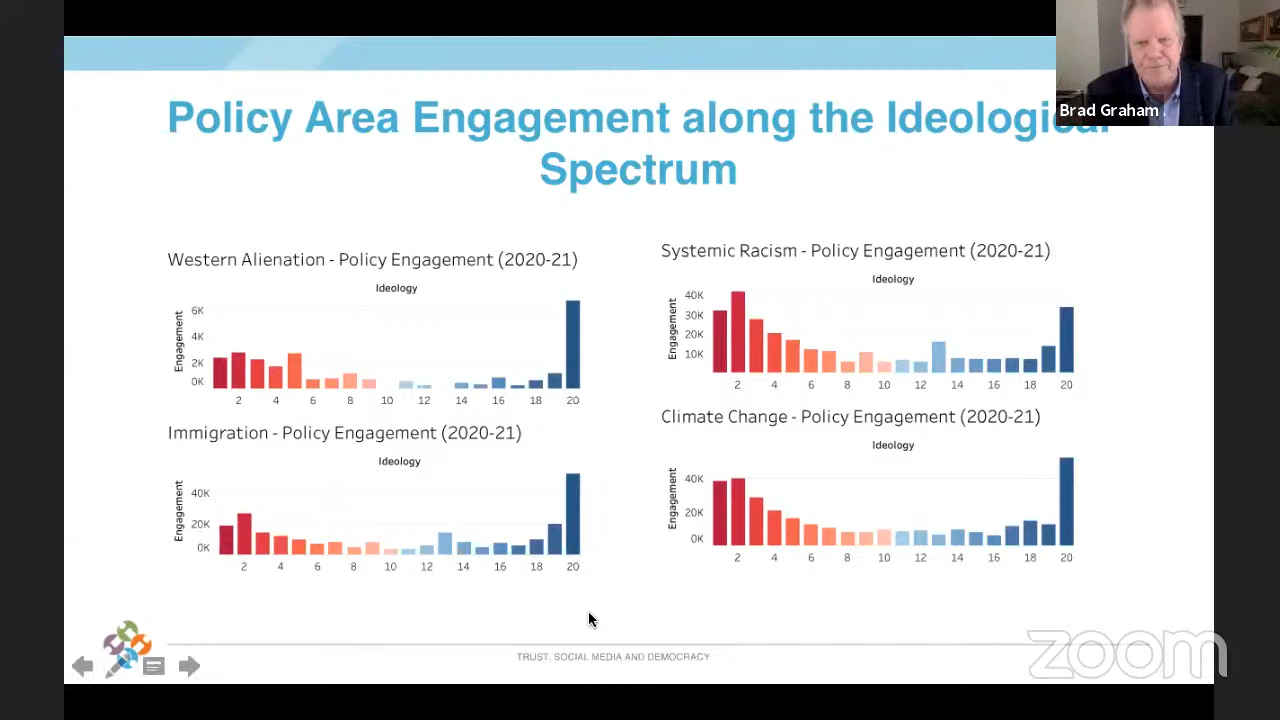 Brad Graham
Policy Area Engagement along the Ideological
Spectrum
Western Alienation - Policy Engagement (2020-21)
Ideology
Engagement
6K
4K
2K
0K
2 4 6 8 10 12 14 16 18 20
Systemic Racism - Policy Engagement (2020-21)
Ideology
Engagement
40K
30K
20K
10K
2 4 6 8 10 12 14 16 18 20
Immigration - Policy Engagement (2020-21)
Ideology
Engagement
40K
20K
0K
2 4 6 8 10 12 14 16 18 20
Climate Change - Policy Engagement (2020-21)
Ideology
Engagement
40K
20K
0K
2 4 6 8 10 12 14 16 18 20
TRUST, SOCIAL MEDIA AND DEMOCRACY
zoom